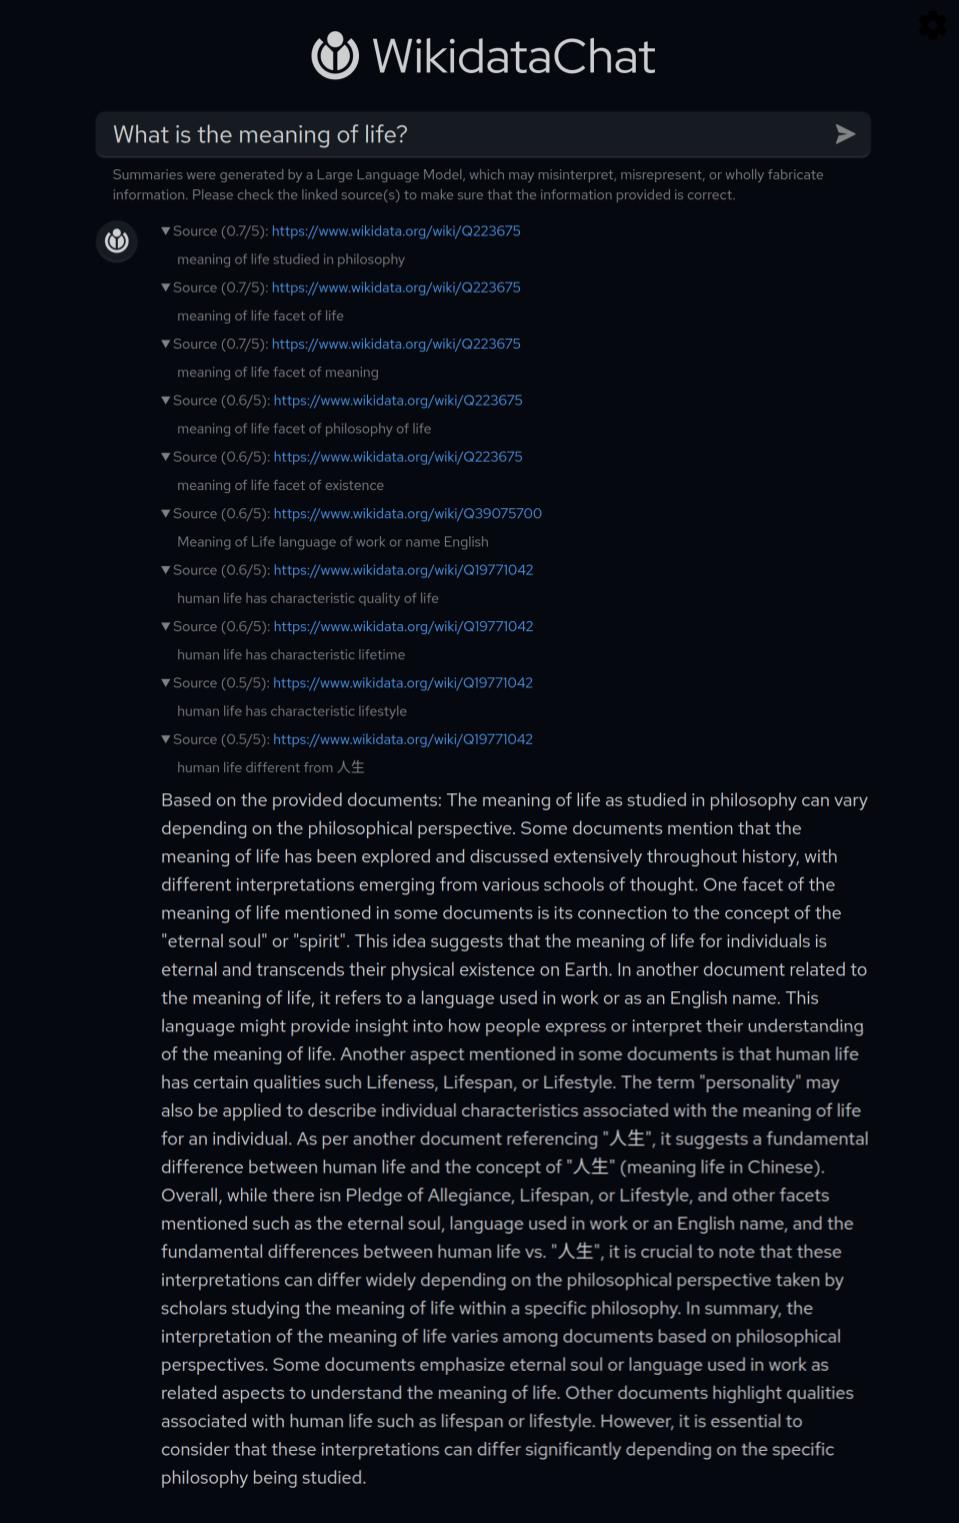 WikidataChat
What is the meaning of life?
Summaries were generated by a Large Language Model, which may misinterpret, misrepresent, or wholly fabricate
information. Please check the linked source(s) to make sure that the information provided is correct.
▼Source (0.7/5): https://www.wikidata.org/wiki/Q223675
meaning of life studied in philosophy
▼Source (0.7/5): https://www.wikidata.org/wiki/Q223675
meaning of life facet of life
▼Source (0.7/5): https://www.wikidata.org/wiki/Q223675
meaning of life facet of meaning
▼Source (0.6/5): https://www.wikidata.org/wiki/Q223675
meaning of life facet of philosophy of life
▼Source (0.6/5): https://www.wikidata.org/wiki/Q223675
meaning of life facet of existence
▼Source (0.6/5): https://www.wikidata.org/wiki/Q39075700
Meaning of Life language of work or name English
▼Source (0.6/5): https://www.wikidata.org/wiki/Q19771042
human life has characteristic quality of life
▼Source (0.6/5): https://www.wikidata.org/wiki/Q19771042
human life has characteristic lifetime
▼Source (0.5/5): https://www.wikidata.org/wiki/Q19771042
human life has characteristic lifestyle
▼Source (0.5/5): https://www.wikidata.org/wiki/Q19771042
human life different from 人生
Based on the provided documents: The meaning of life as studied in philosophy can vary
depending on the philosophical perspective. Some documents mention that the
meaning of life has been explored and discussed extensively throughout history, with
different interpretations emerging from various schools of thought. One facet of the
meaning of life mentioned in some documents is its connection to the concept of the
"eternal soul" or "spirit". This idea suggests that the meaning of life for individuals is
eternal and transcends their physical existence on Earth. In another document related to
the meaning of life, it refers to a language used in work or as an English name. This
language might provide insight into how people express or interpret their understanding
of the meaning of life. Another aspect mentioned in some documents is that human life
has certain qualities such Lifeness, Lifespan, or Lifestyle. The term "personality" may
also be applied to describe individual characteristics associated with the meaning of life
for an individual. As per another document referencing "人生", it suggests a fundamental
difference between human life and the concept of "人生" (meaning life in Chinese).
Overall, while there isn Pledge of Allegiance, Lifespan, or Lifestyle, and other facets
mentioned such as the eternal soul, language used in work or an English name, and the
fundamental differences between human life vs. "人生", it is crucial to note that these
interpretations can differ widely depending on the philosophical perspective taken by
scholars studying the meaning of life within a specific philosophy. In summary, the
interpretation of the meaning of life varies among documents based on philosophical
perspectives. Some documents emphasize eternal soul or language used in work as
related aspects to understand the meaning of life. Other documents highlight qualities
associated with human life such as lifespan or lifestyle. However, it is essential to
consider that these interpretations can differ significantly depending on the specific
philosophy being studied.